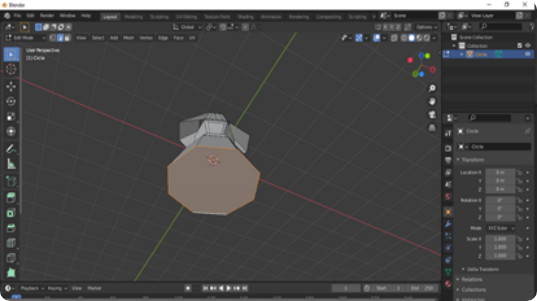 Blender
File Edit Render Window Help Layout Modeling Sculpting UV Editing Shading Animation Rendering Compositing Scripting Scene View Layer
Global Options
Edit Mode View Select Add Mesh Vertex Edge Face UV
User Perspective
(1) Circle
Scene Collection
Collection
Circle
Circle
Circle
Transform
Location X 0 m
Y 0 m
Z 0 m
Rotation X 0°
Y 0°
Z 0°
Mode XYZ Euler
Scale X 1.000
Y 1.000
Z 1.000
Delta Transform
Relations
Collections
Playback Keying View Marker 1 Start 1 End 250